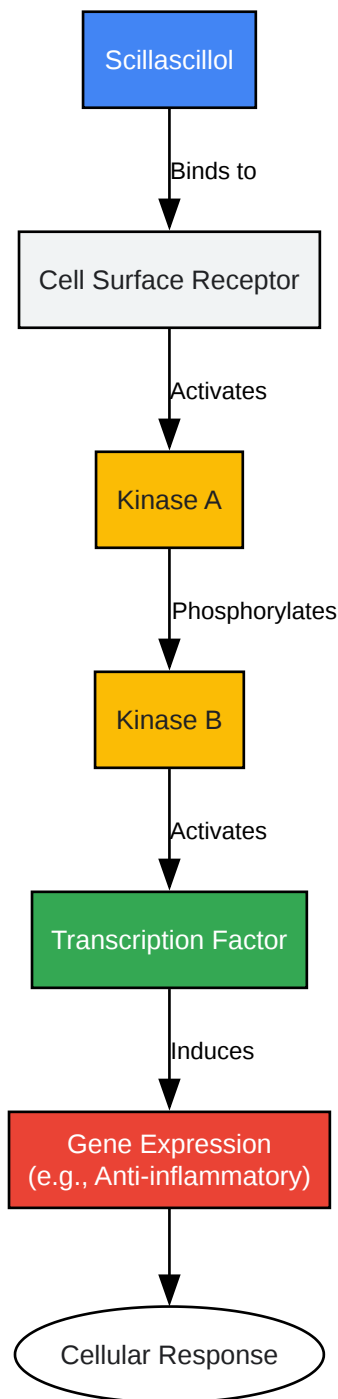 Scillascillol
Binds to
Cell Surface Receptor
Activates
Kinase A
Phosphorylates
Kinase B
Activates
Transcription Factor
Induces
Gene Expression
(e.g., Anti-inflammatory)
Cellular Response